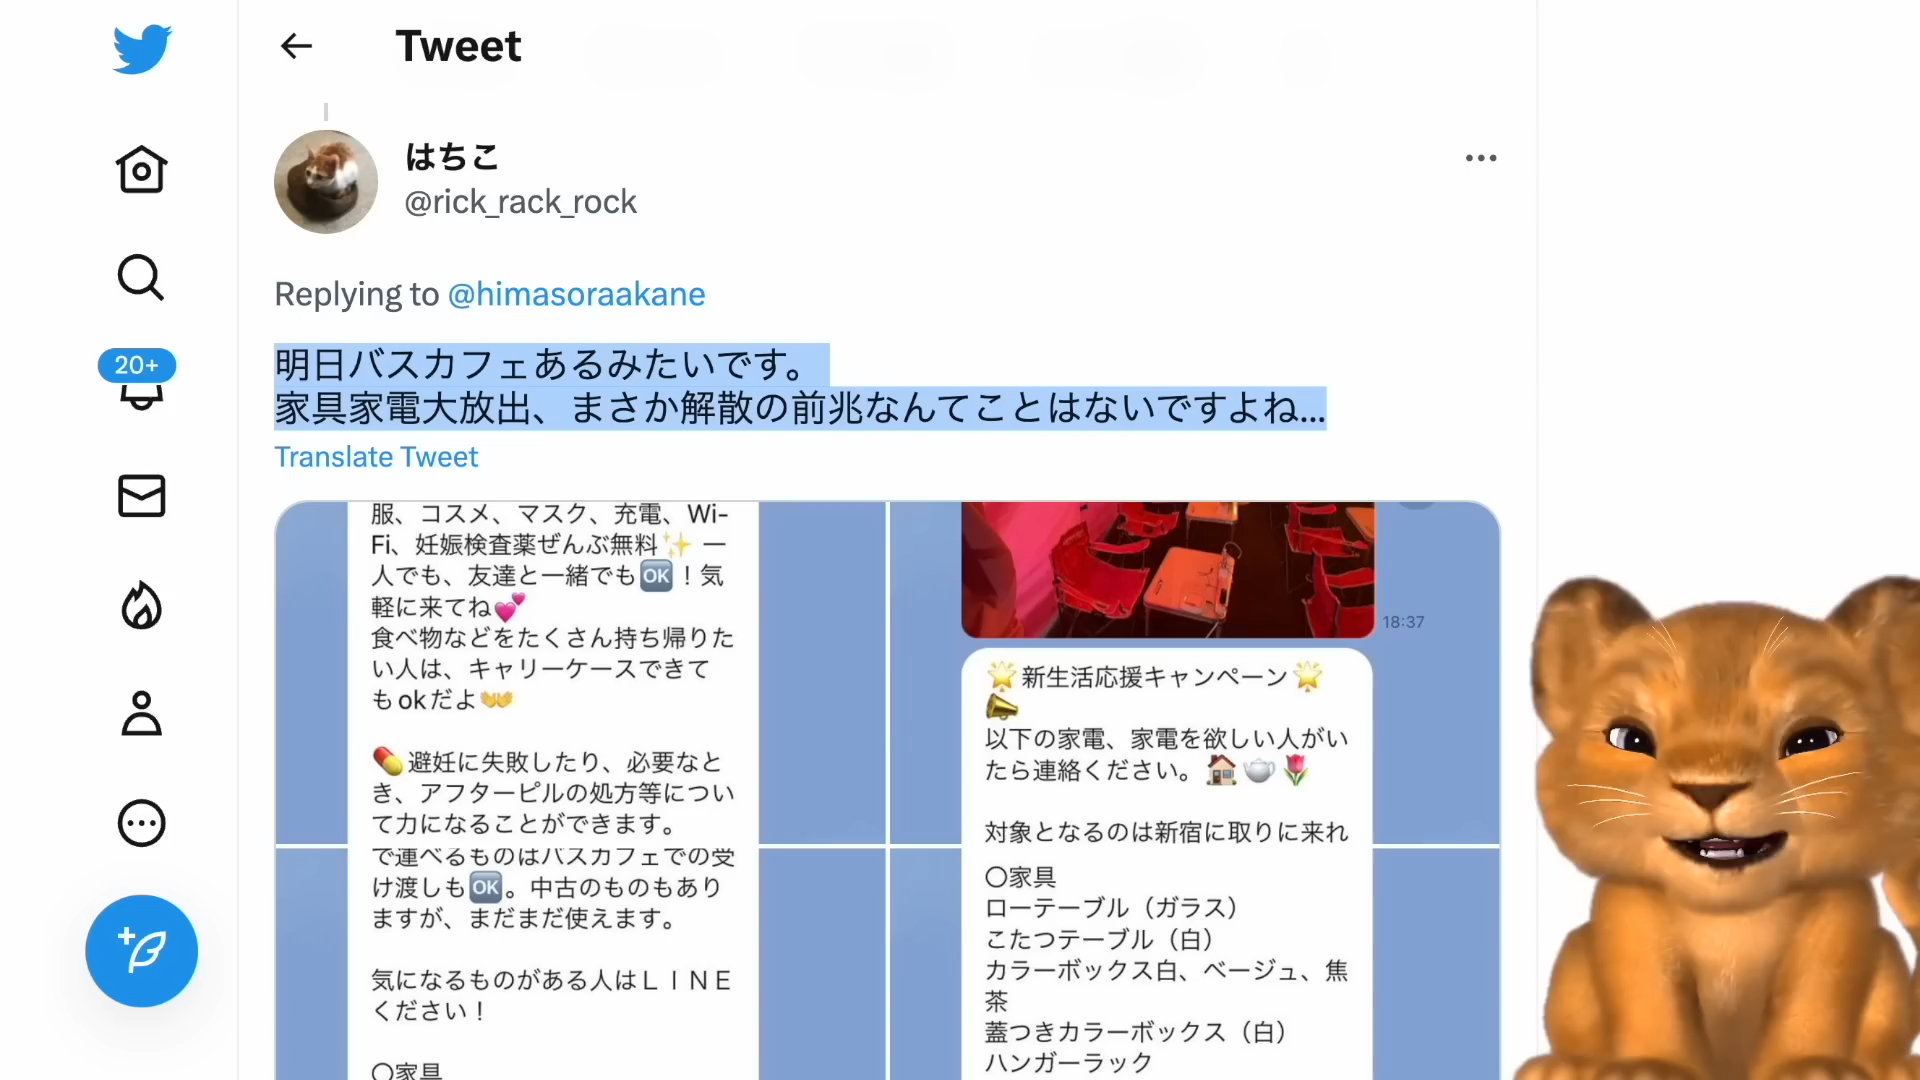 Tweet
はちこ
@rick_rack_rock
Replying to @himasoraakane
明日バスカフェあるみたいです。
家具家電大放出、まさか解散の前兆なんてことはないですよね...
Translate Tweet
20+
服、コスメ、マスク、充電、Wi-
Fi、妊娠検査薬ぜんぶ無料✨ 一
人でも、友達と一緒でも🆗！気
軽に来てね💕
食べ物などをたくさん持ち帰りた
い人は、キャリーケースできて
もokだよ👐
💊避妊に失敗したり、必要なと
き、アフターピルの処方等につい
て力になることができます。
18:37
🌟新生活応援キャンペーン🌟
📣
以下の家電、家電を欲しい人がい
たら連絡ください。🏠🫖🌷
対象となるのは新宿に取りに来れ
で運べるものはバスカフェでの受
け渡しも🆗。中古のものもあり
ますが、まだまだ使えます。
気になるものがある人はＬＩＮＥ
ください！
〇家具
〇家具
ローテーブル（ガラス）
こたつテーブル（白）
カラーボックス白、ベージュ、焦
茶
蓋つきカラーボックス（白）
ハンガーラック